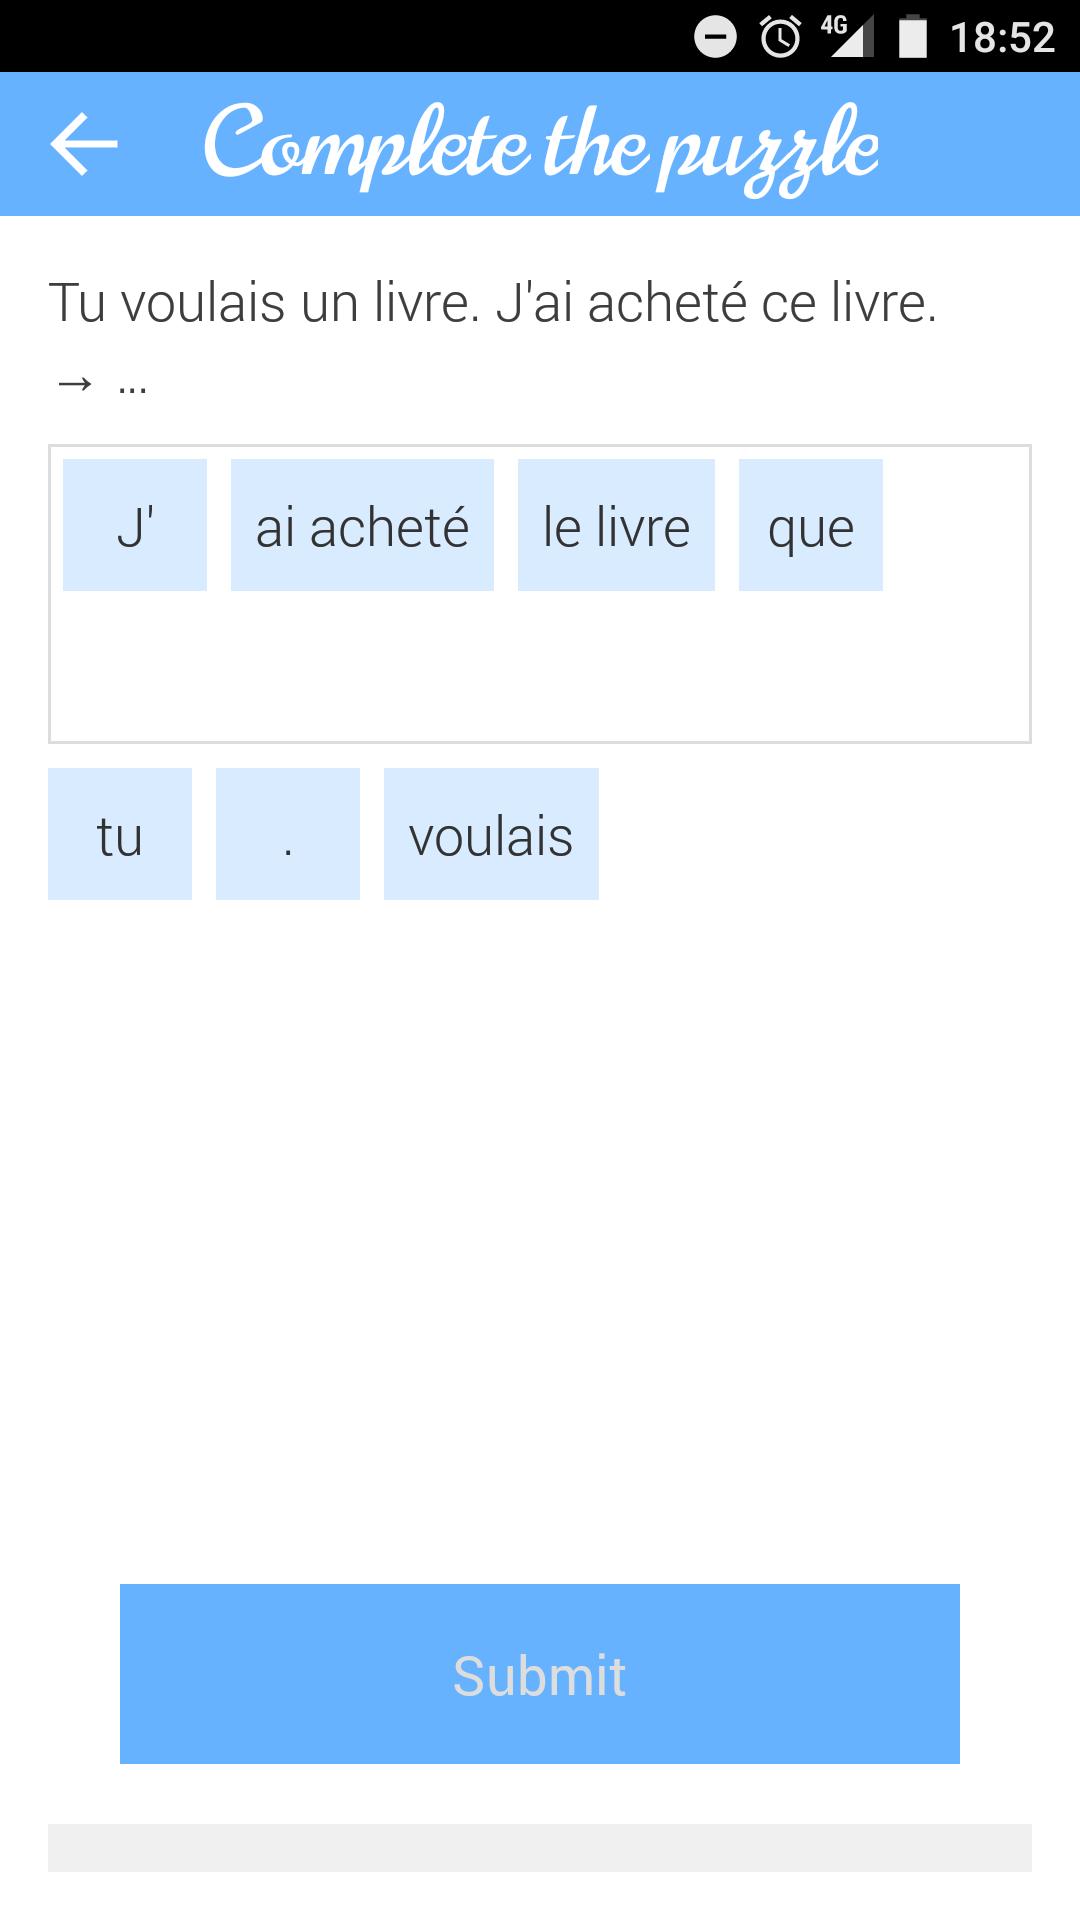 4G 18:52
Complete the puzzle
Tu voulais un livre. J'ai acheté ce livre.
→ ...
J' ai acheté le livre que
tu . voulais
Submit